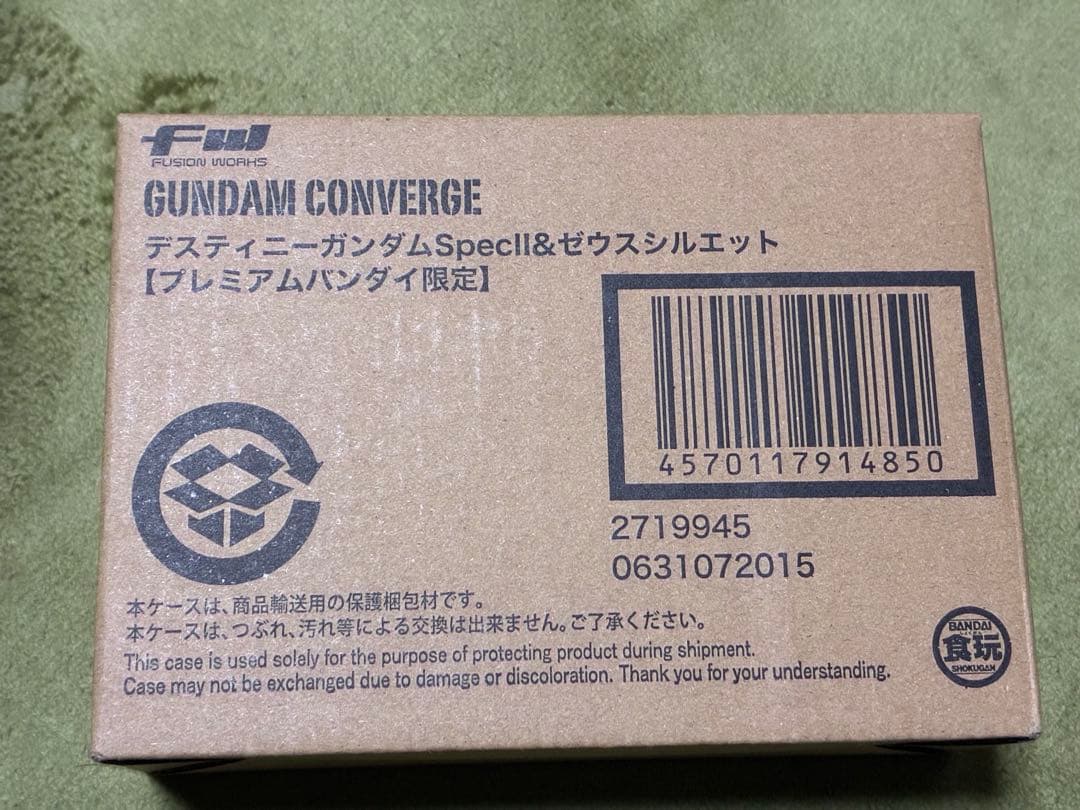 FW
FUSION WORKS
GUNDAM CONVERGE
デスティニーガンダムSpecII&ゼウスシルエット
【プレミアムバンダイ限定】
4570117914850
2719945
0631072015
本ケースは、商品輸送用の保護梱包材です。
本ケースは、つぶれ、汚れ等による交換は出来ません。ご了承ください。
This case is used solely for the purpose of protecting product during shipment.
Case may not be exchanged due to damage or discoloration. Thank you for your understanding.
BANDAI
食玩
SHOKUGAN